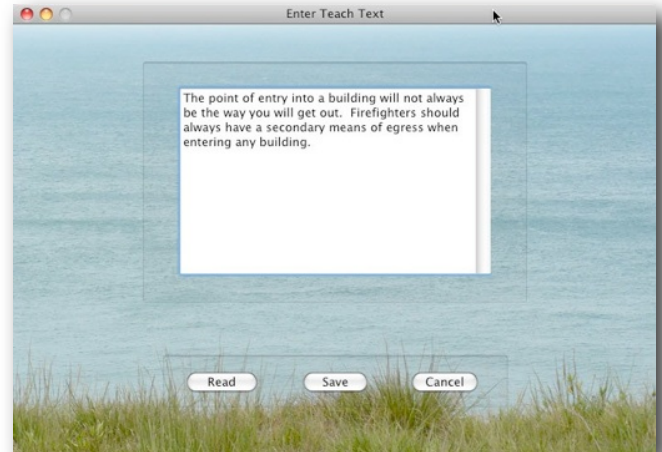 Enter Teach Text
The point of entry into a building will not always
be the way you will get out.  Firefighters should
always have a secondary means of egress when
entering any building.
Read Save Cancel